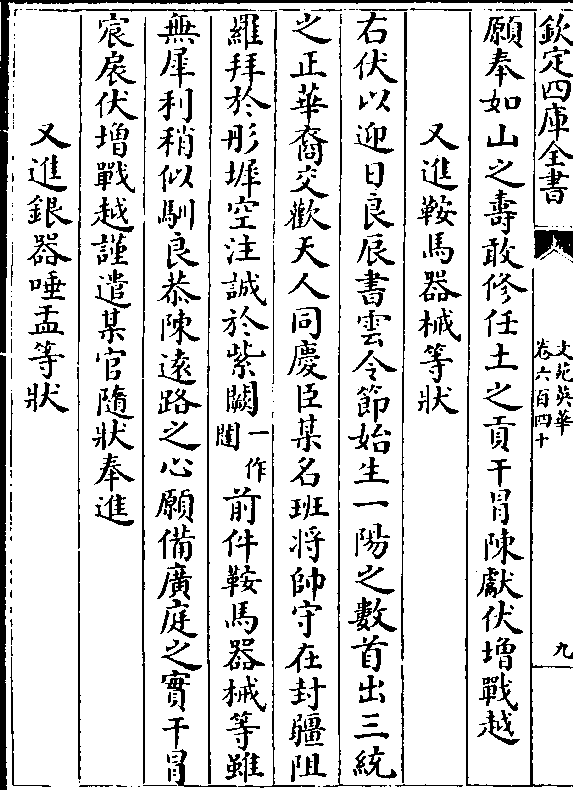 欽定四庫全書
文苑英華
卷六百四十
九
願奉如山之壽敢修任土之貢干冒陳獻伏增戰越
又進鞍馬器械等狀
右伏以迎日良辰書雲令節始生一陽之數首出三統
之正華裔交歡天人同慶臣某名班將帥守在封疆阻
羅拜於彤墀空注誠於紫闕一作闈前件鞍馬器械等雖
無犀利稍似馴良恭陳遠路之心願備廣庭之實干冒
宸扆伏增戰越謹遣某官隨狀奉進
又進銀器唾盂等狀